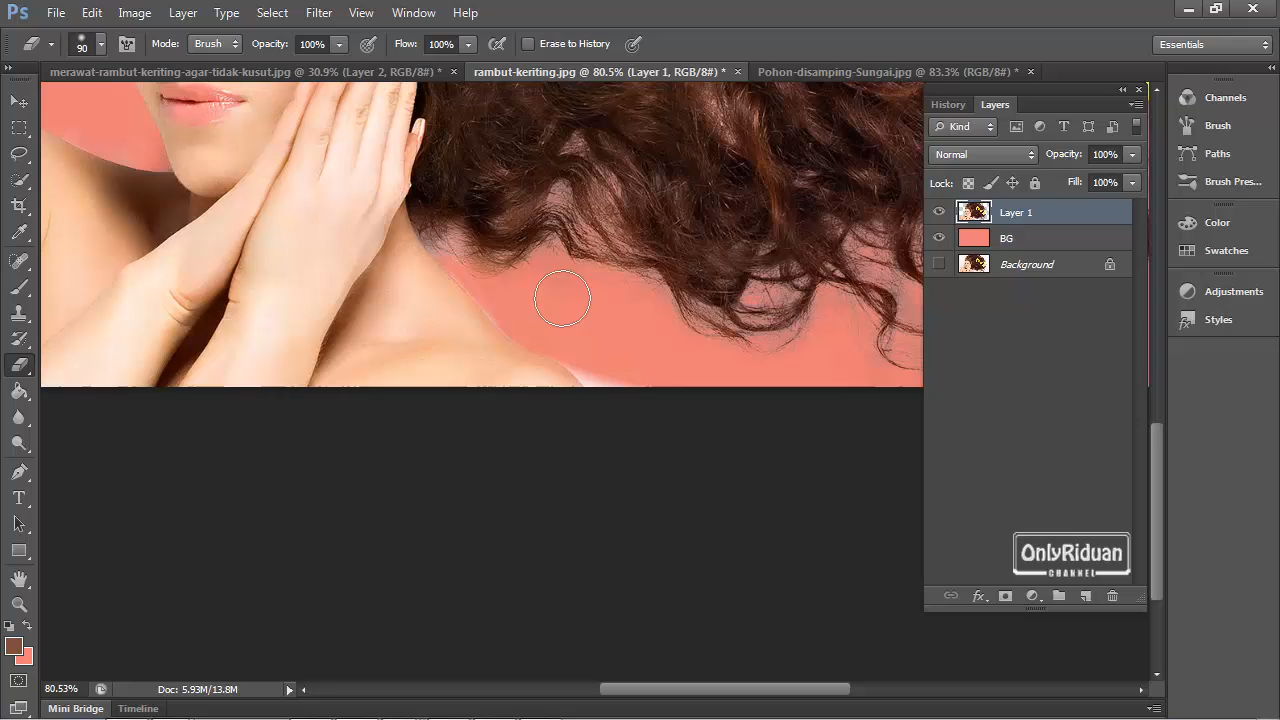 Ps File Edit Image Layer Type Select Filter View Window Help
90 Mode: Brush Opacity: 100% Flow: 100% Erase to History Essentials
merawat-rambut-keriting-agar-tidak-kusut.jpg @ 30.9% (Layer 2, RGB/8#) * × rambut-keriting.jpg @ 80.5% (Layer 1, RGB/8#) * × Pohon-disamping-Sungai.jpg @ 83.3% (RGB/8#) * ×
History Layers
Kind
Normal Opacity: 100%
Lock: Fill: 100%
Layer 1
BG
Background
Channels
Brush
Paths
Brush Pres...
Color
Swatches
Adjustments
Styles
OnlyRiduan
CHANNEL
80.53% Doc: 5.93M/13.8M
Mini Bridge Timeline